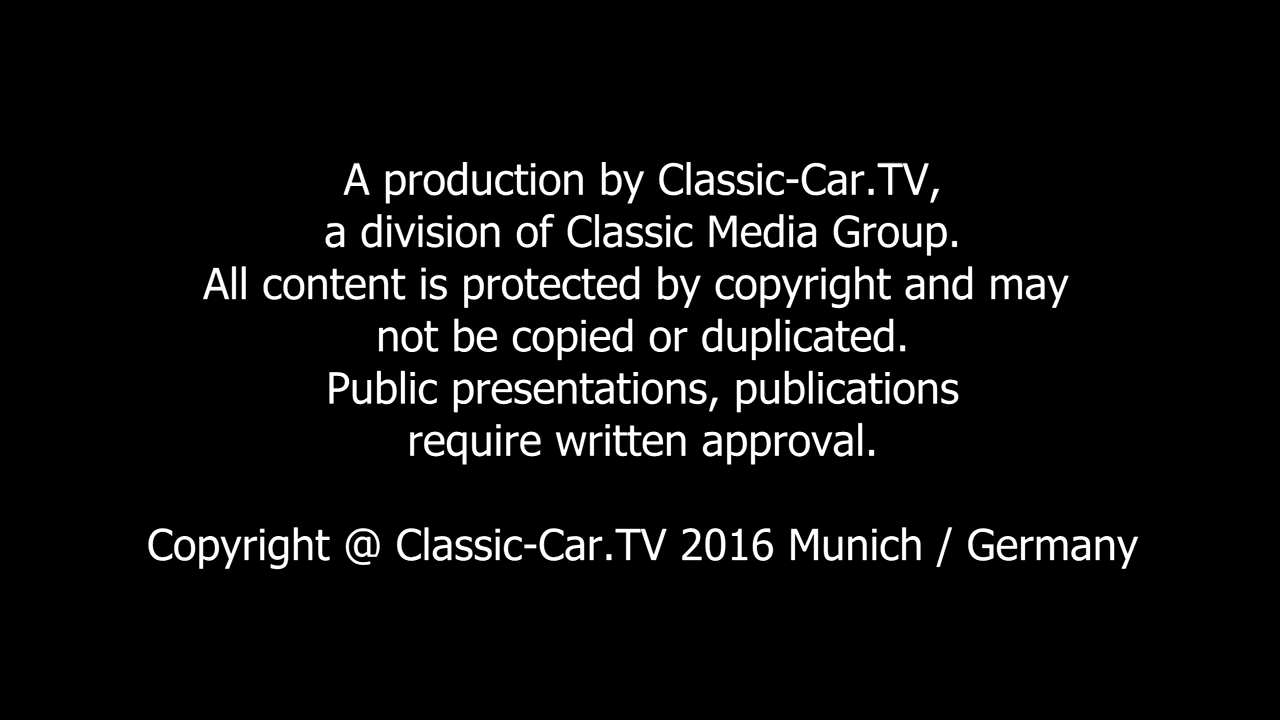 A production by Classic-Car.TV,
a division of Classic Media Group.
All content is protected by copyright and may
not be copied or duplicated.
Public presentations, publications
require written approval.
Copyright @ Classic-Car.TV 2016 Munich / Germany